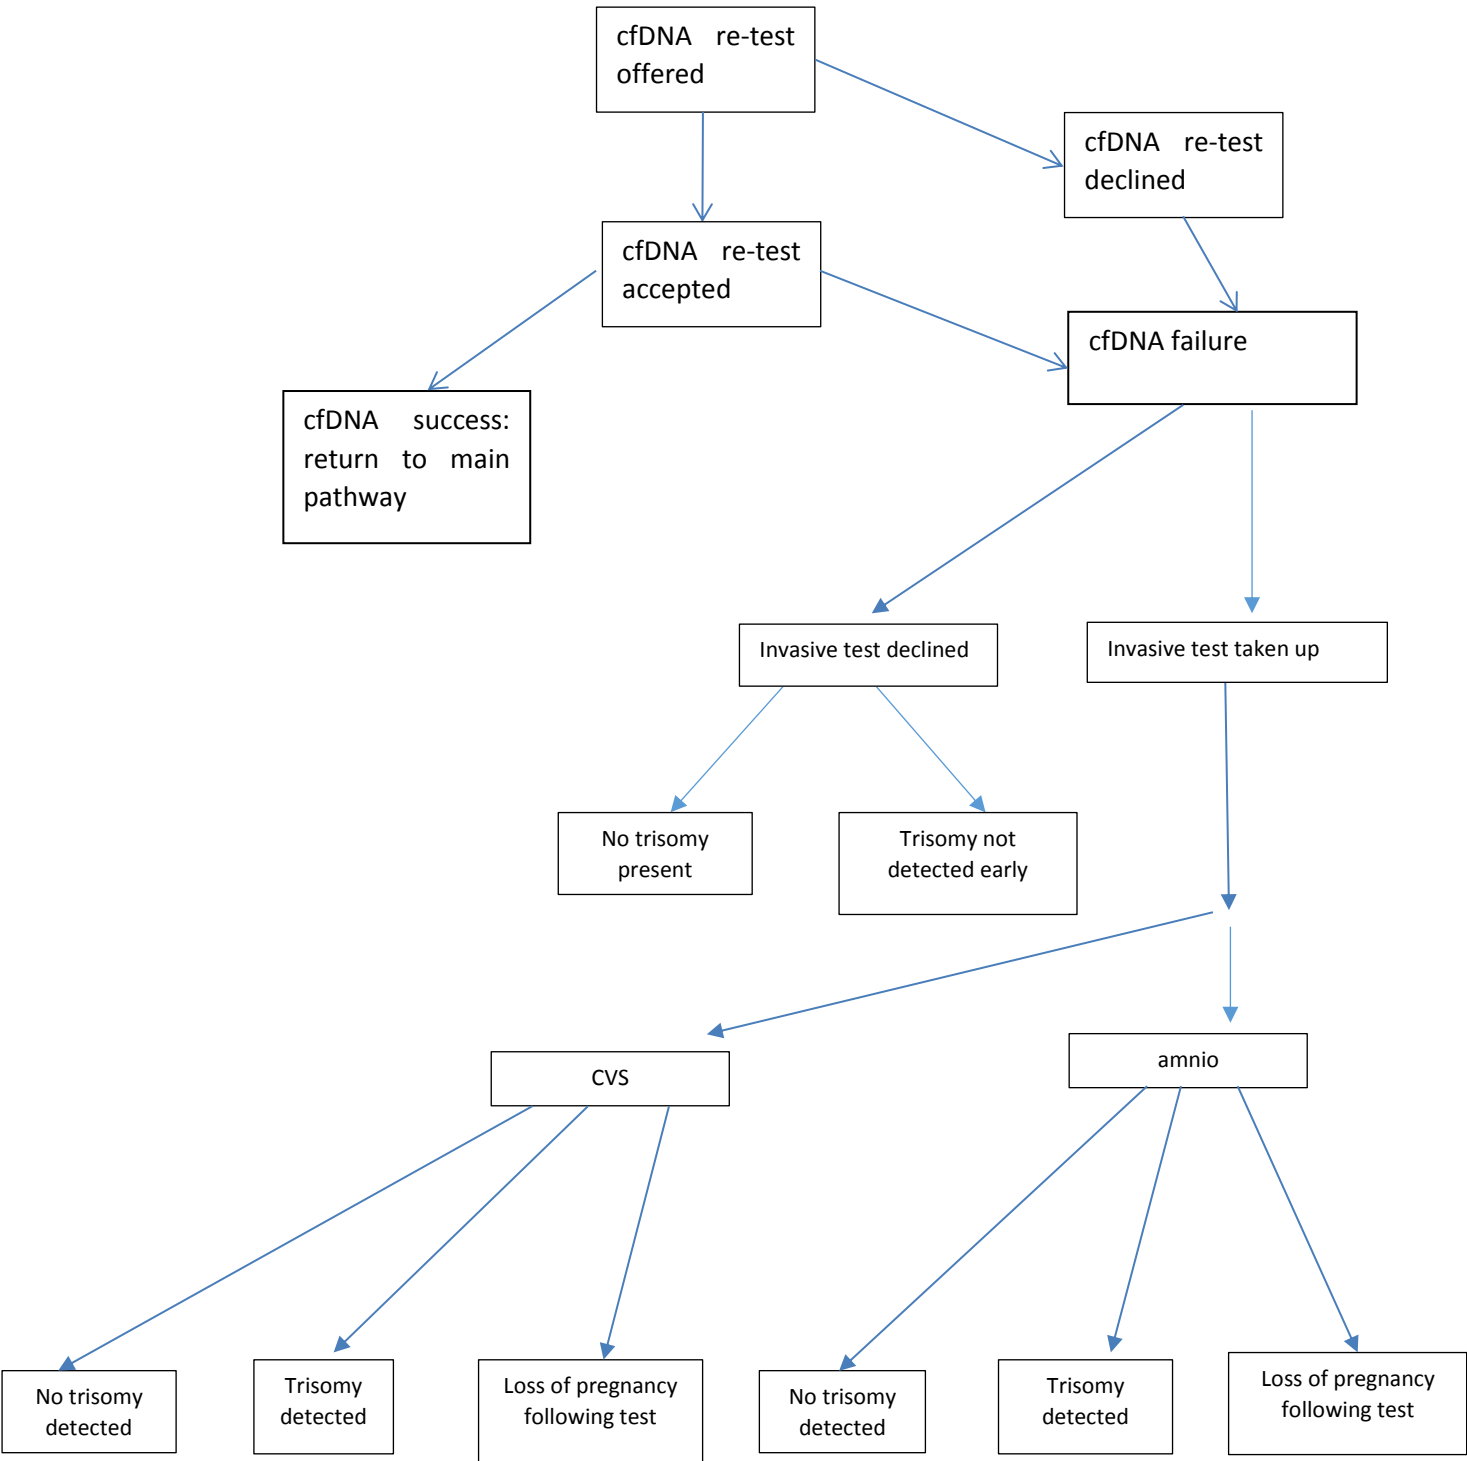 cfDNA re-test
offered
cfDNA re-test
declined
cfDNA re-test
accepted
cfDNA failure
cfDNA success:
return to main
pathway
Invasive test declined
Invasive test taken up
No trisomy
present
Trisomy not
detected early
CVS
amnio
No trisomy
detected
Trisomy
detected
Loss of pregnancy
following test
No trisomy
detected
Trisomy
detected
Loss of pregnancy
following test